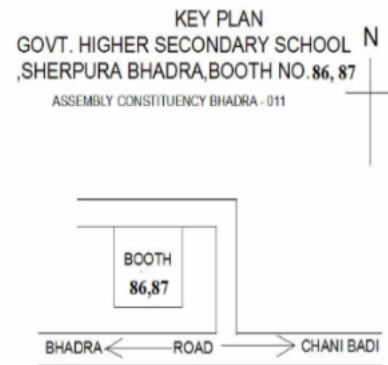 KEY PLAN
GOVT. HIGHER SECONDARY SCHOOL
,SHERPURA BHADRA,BOOTH NO.86, 87
N
ASSEMBLY CONSTITUENCY BHADRA - 011
BOOTH
86,87
BHADRA ROAD CHANI BADI